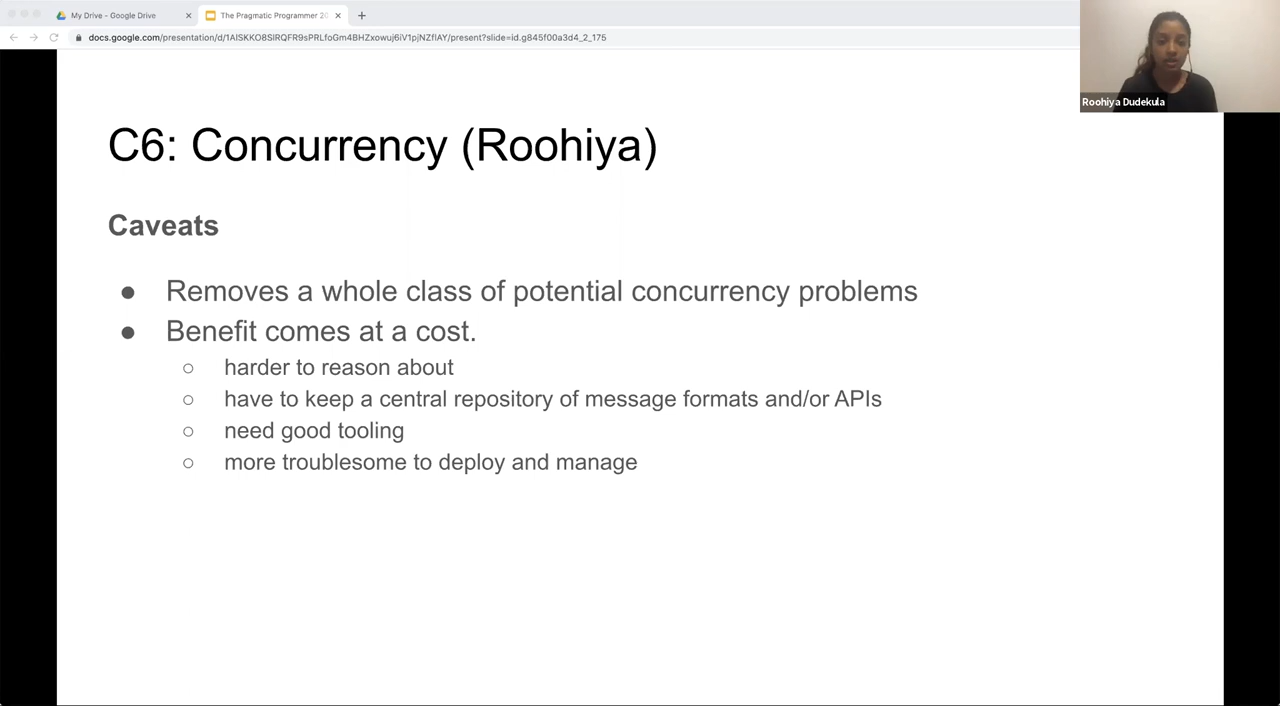 My Drive - Google Drive
The Pragmatic Programmer 20
docs.google.com/presentation/d/1AlSKKO8SlRQFR9sPRLfoGm4BHZxowuj6iV1pjNZflAY/present?slide=id.g845f00a3d4_2_175
Roohiya Dudekula
C6: Concurrency (Roohiya)
Caveats
● Removes a whole class of potential concurrency problems
● Benefit comes at a cost.
○ harder to reason about
○ have to keep a central repository of message formats and/or APIs
○ need good tooling
○ more troublesome to deploy and manage